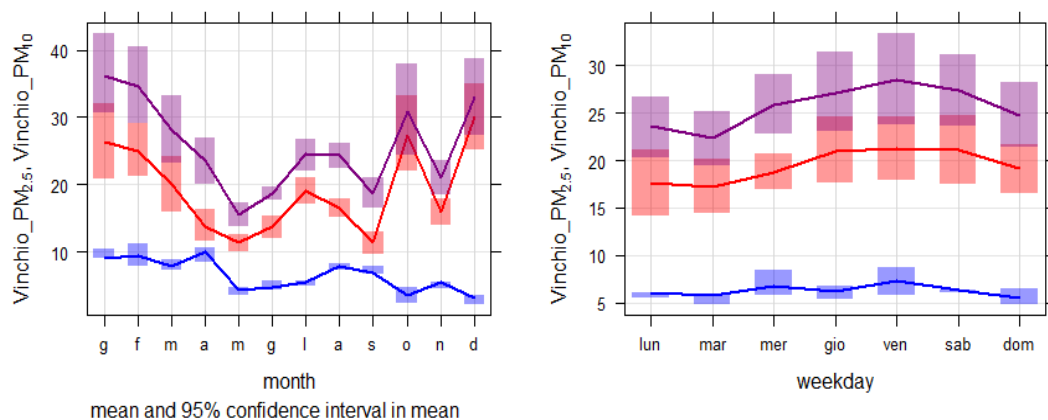 Vinchio_PM2.5, Vinchio_PM10
40
30
20
10
g f m a m g l a s o n d
month
mean and 95% confidence interval in mean
Vinchio_PM2.5, Vinchio_PM10
30
25
20
15
10
5
lun mar mer gio ven sab dom
weekday